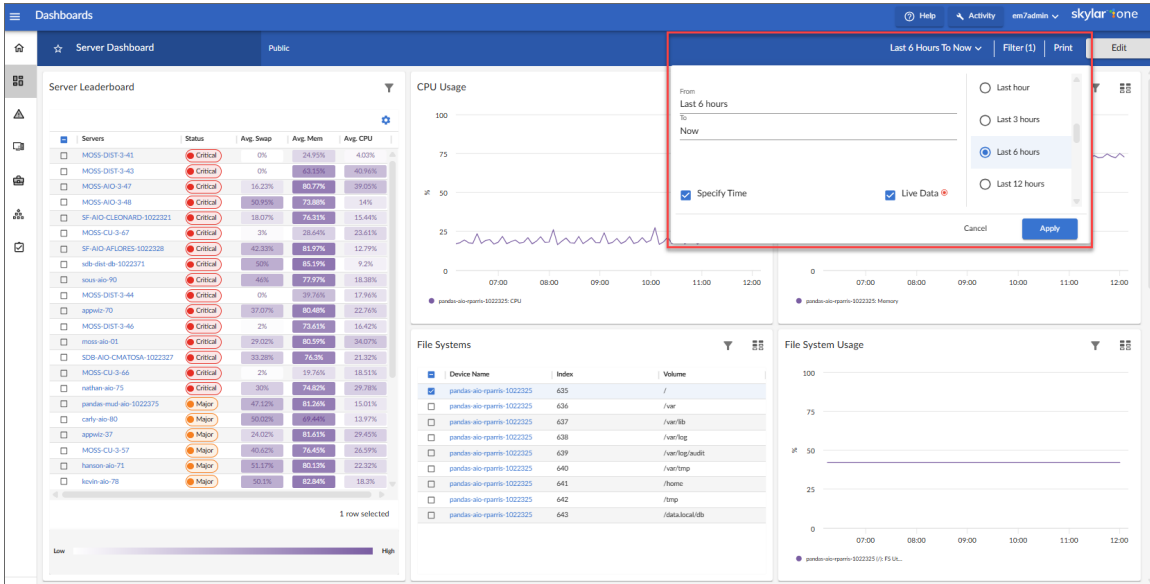 Dashboards
Help
Activity
em7admin
skylar one
Server Dashboard
Public
Last 6 Hours To Now
Filter (1)
Print
Edit
Server Leaderboard
Servers Status Avg. Swap Avg. Mem Avg. CPU
MOSS-DIST-3-41 Critical 0% 24.95% 4.03%
MOSS-DIST-3-43 Critical 0% 63.15% 40.96%
MOSS-AIO-3-47 Critical 16.23% 80.77% 39.05%
MOSS-AIO-3-48 Critical 50.95% 73.88% 14%
SF-AIO-CLEONARD-1022321 Critical 18.07% 76.31% 15.44%
MOSS-CU-3-67 Critical 3% 28.64% 23.61%
SF-AIO-AFLORES-1022328 Critical 42.33% 81.97% 12.79%
xdb-dist-db-1022371 Critical 50% 85.19% 9.2%
sous-aio-90 Critical 46% 77.97% 18.38%
MOSS-DIST-3-44 Critical 0% 39.76% 17.96%
appwiz-70 Critical 37.07% 80.48% 22.76%
MOSS-DIST-3-46 Critical 2% 73.61% 16.42%
moss-aio-01 Critical 29.02% 80.59% 34.07%
SDB-AIO-CMATOSA-1022327 Critical 33.28% 76.3% 21.32%
MOSS-CU-3-66 Critical 2% 19.76% 18.51%
nathan-aio-75 Critical 30% 74.82% 29.78%
pandas-mud-aio-1022375 Major 47.12% 81.26% 15.01%
carly-aio-80 Major 50.02% 69.44% 13.97%
appwiz-37 Major 24.02% 81.61% 29.45%
MOSS-CU-3-57 Major 40.62% 76.45% 26.59%
hanson-aio-71 Major 51.17% 80.13% 22.32%
kevin-aio-78 Major 50.1% 82.84% 18.3%
1 row selected
Low
High
CPU Usage
100
75
%
50
25
0
07:00 08:00 09:00 10:00 11:00 12:00
pandas-aio-rparris-1022325: CPU
From
Last 6 hours
To
Now
Specify Time
Live Data
Last hour
Last 3 hours
Last 6 hours
Last 12 hours
Cancel
Apply
0
07:00 08:00 09:00 10:00 11:00 12:00
pandas-aio-rparris-1022325: Memory
File Systems
Device Name Index Volume
pandas-aio-rparris-1022325 635 /
pandas-aio-rparris-1022325 636 /var
pandas-aio-rparris-1022325 637 /var/lib
pandas-aio-rparris-1022325 638 /var/log
pandas-aio-rparris-1022325 639 /var/log/audit
pandas-aio-rparris-1022325 640 /var/tmp
pandas-aio-rparris-1022325 641 /home
pandas-aio-rparris-1022325 642 /tmp
pandas-aio-rparris-1022325 643 /data.local/db
File System Usage
100
75
%
50
25
0
07:00 08:00 09:00 10:00 11:00 12:00
pandas-aio-rparris-1022325 (/): FS Ut...